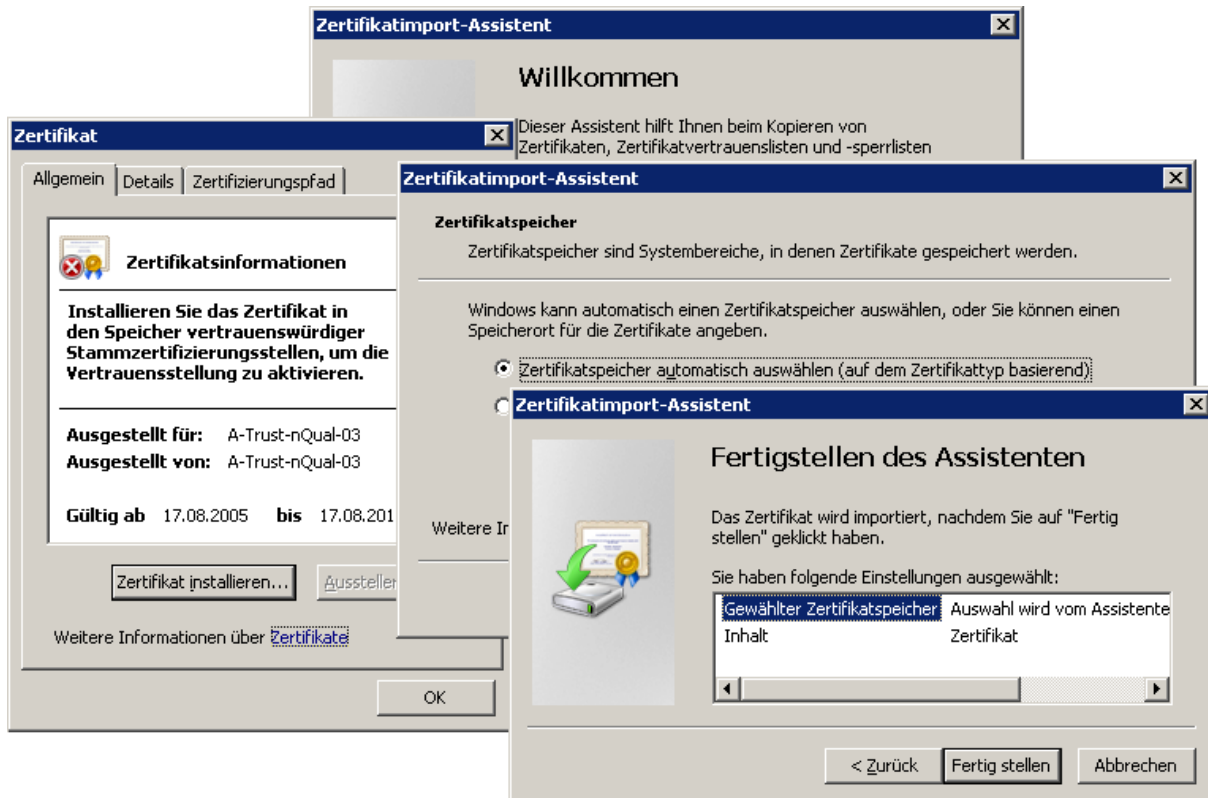 Zertifikatimport-Assistent
Willkommen
Dieser Assistent hilft Ihnen beim Kopieren von
Zertifikaten, Zertifikatvertrauenslisten und -sperrlisten
Zertifikat
Allgemein Details Zertifizierungspfad
Zertifikatsinformationen
Installieren Sie das Zertifikat in
den Speicher vertrauenswürdiger
Stammzertifizierungsstellen, um die
Vertrauensstellung zu aktivieren.
Ausgestellt für: A-Trust-nQual-03
Ausgestellt von: A-Trust-nQual-03
Gültig ab 17.08.2005 bis 17.08.201
Zertifikat installieren... Aussteller
Weitere Informationen über Zertifikate
OK
Zertifikatimport-Assistent
Zertifikatspeicher
Zertifikatspeicher sind Systembereiche, in denen Zertifikate gespeichert werden.
Windows kann automatisch einen Zertifikatspeicher auswählen, oder Sie können einen
Speicherort für die Zertifikate angeben.
Zertifikatspeicher automatisch auswählen (auf dem Zertifikattyp basierend)
Weitere In
Zertifikatimport-Assistent
Fertigstellen des Assistenten
Das Zertifikat wird importiert, nachdem Sie auf "Fertig
stellen" geklickt haben.
Sie haben folgende Einstellungen ausgewählt:
Gewählter Zertifikatspeicher Auswahl wird vom Assistente
Inhalt Zertifikat
< Zurück Fertig stellen Abbrechen